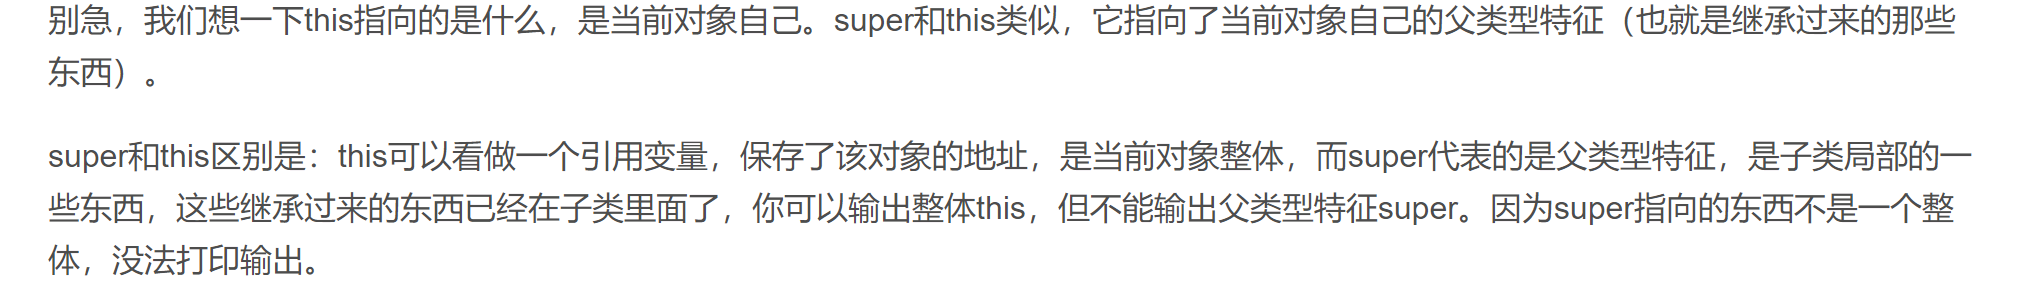 别急，我们想一下this指向的是什么，是当前对象自己。super和this类似，它指向了当前对象自己的父类型特征（也就是继承过来的那些
东西）。
super和this区别是：this可以看做一个引用变量，保存了该对象的地址，是当前对象整体，而super代表的是父类型特征，是子类局部的一
些东西，这些继承过来的东西已经在子类里面了，你可以输出整体this，但不能输出父类型特征super。因为super指向的东西不是一个整
体，没法打印输出。